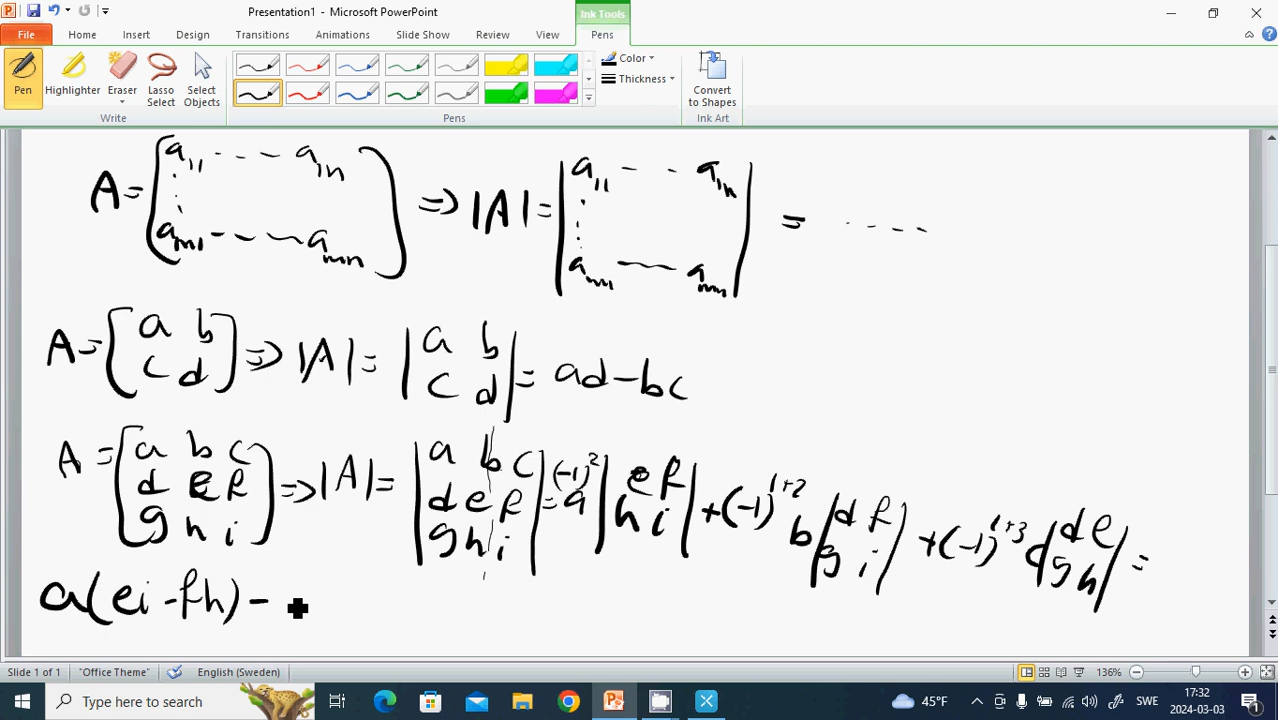 Presentation1 - Microsoft PowerPoint
Ink Tools
File Home Insert Design Transitions Animations Slide Show Review View Pens
Pen Highlighter Eraser Lasso Select Select Objects
Color
Thickness
Convert to Shapes
Write Pens Ink Art
A = [a11 - - - a1n ⋮ am1 - - - amn] => |A| = |a11 - - - a1n ⋮ am1 - - - amn| = ....
A = [a b c d] => |A| = |a b c d| = ad - bc
A = [a b c d e f g h i] => |A| = |a b c d e f g h i| = (-1)^2 a |e f h i| + (-1)^1+2 b |d f g i| + (-1)^1+3 c |d e g h| =
a(ei - fh) -
Slide 1 of 1 "Office Theme" English (Sweden) 136%
Type here to search 45°F SWE 17:32 2024-03-03